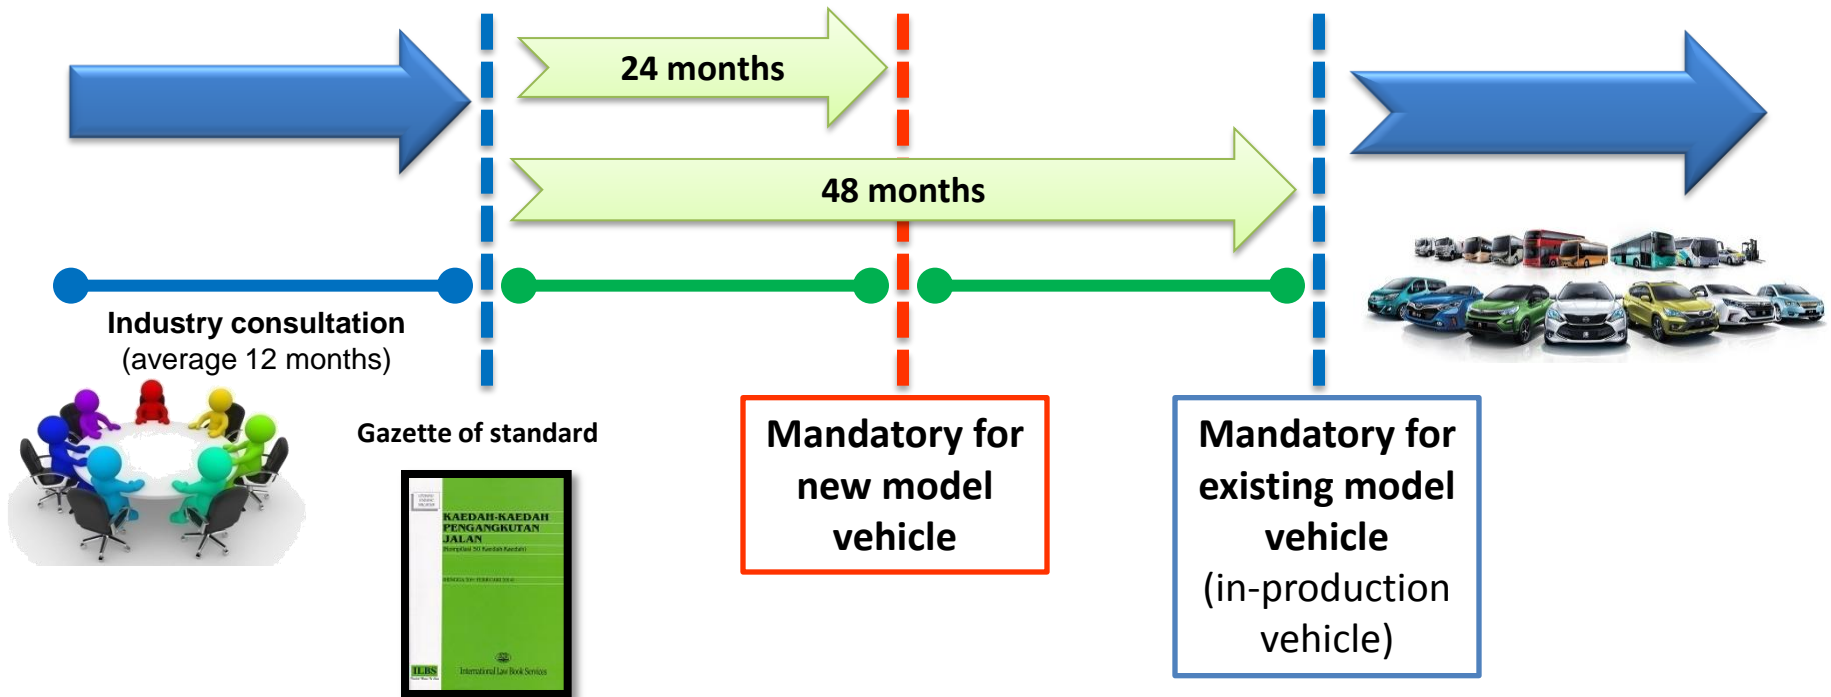 24 months
48 months
Industry consultation
(average 12 months)
Gazette of standard
KAEDAH-KAEDAH
PENGANGKUTAN
JALAN
ILBS
International Law Book Services
Mandatory for
new model
vehicle
Mandatory for
existing model
vehicle
(in-production
vehicle)